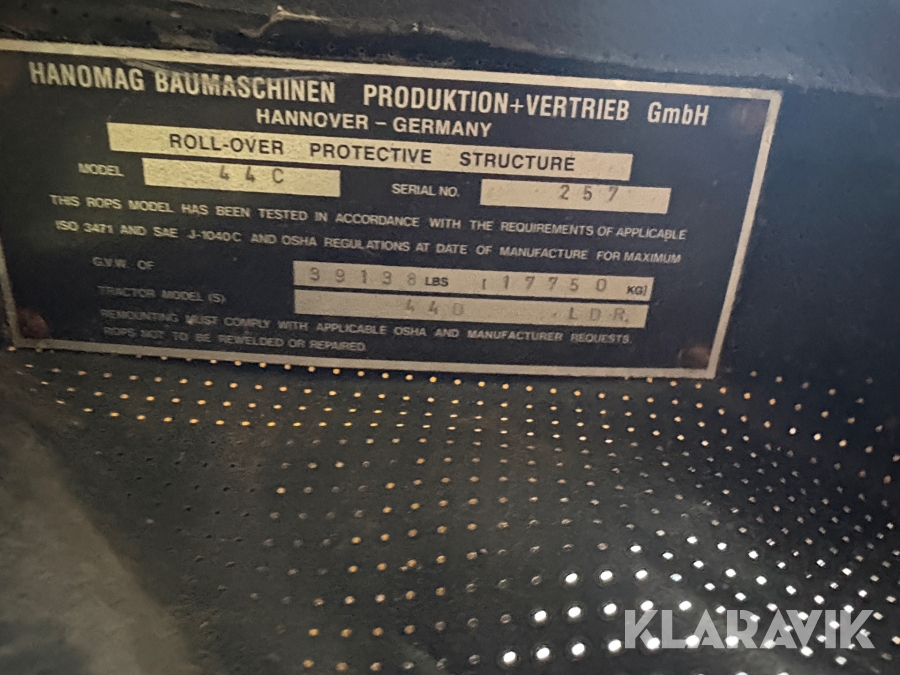 HANOMAG BAUMASCHINEN PRODUKTION+VERTRIEB GmbH
HANNOVER - GERMANY
ROLL-OVER PROTECTIVE STRUCTURE
MODEL 44C SERIAL NO. 257
THIS ROPS MODEL HAS BEEN TESTED IN ACCORDANCE WITH THE REQUIREMENTS OF APPLICABLE
ISO 3471 AND SAE J-1040C AND OSHA REGULATIONS AT DATE OF MANUFACTURE FOR MAXIMUM
G.V.W. OF 39138 LBS (17750 KG)
TRACTOR MODEL (S) 440 .LDR.
REMOUNTING MUST COMPLY WITH APPLICABLE OSHA AND MANUFACTURER REQUESTS.
ROPS NOT TO BE REWELDED OR REPAIRED.
KLARAVIK